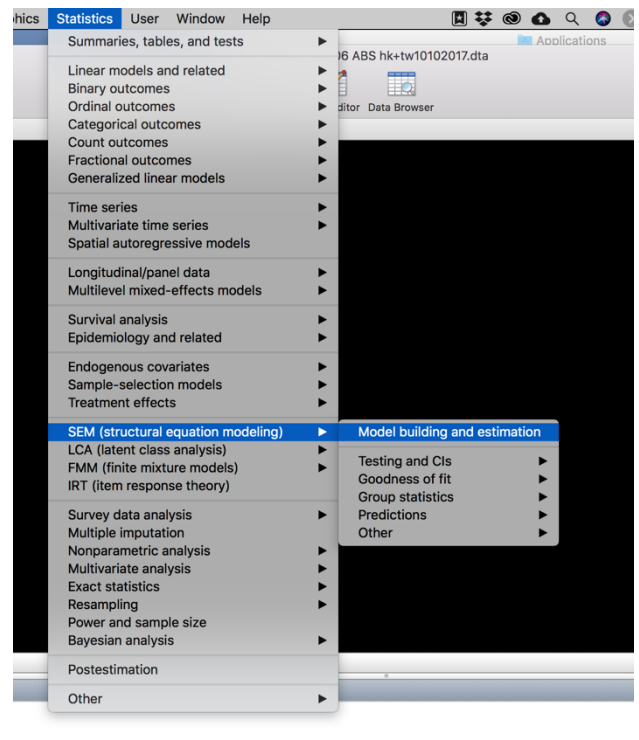 phics Statistics User Window Help
Applications
06 ABS hk+tw10102017.dta
ditor Data Browser
Summaries, tables, and tests
Linear models and related
Binary outcomes
Ordinal outcomes
Categorical outcomes
Count outcomes
Fractional outcomes
Generalized linear models
Time series
Multivariate time series
Spatial autoregressive models
Longitudinal/panel data
Multilevel mixed-effects models
Survival analysis
Epidemiology and related
Endogenous covariates
Sample-selection models
Treatment effects
SEM (structural equation modeling)
LCA (latent class analysis)
FMM (finite mixture models)
IRT (item response theory)
Survey data analysis
Multiple imputation
Nonparametric analysis
Multivariate analysis
Exact statistics
Resampling
Power and sample size
Bayesian analysis
Postestimation
Other
Model building and estimation
Testing and CIs
Goodness of fit
Group statistics
Predictions
Other